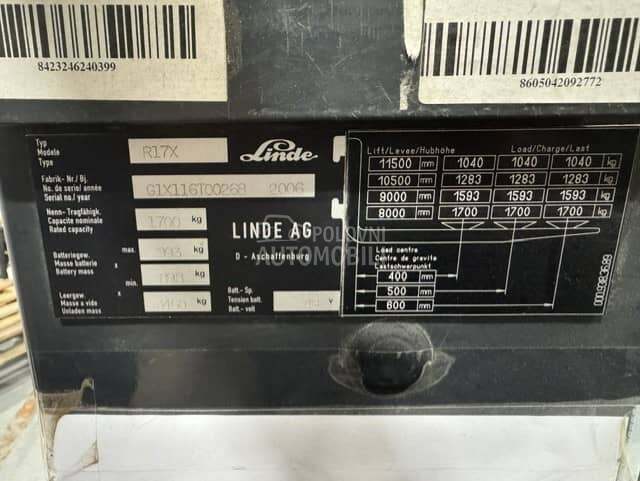 8423246240399
8605042092772
Typ
Modele
Type
R17X
Linde
Fabrik-Nr./ Bj.
No. de serie/ année
Serial no./ year
G1X116T00268 2006
Nenn-Tragfähigk.
Capacite nominale
Rated capacity
1700 kg
LINDE AG
D - Aschaffenburg
Batteriegew. max.
Masse batterie x
Battery mass min.
kg
kg
Leergew.
Masse a vide x
Unladen mass
kg
Batt.- Sp.
Tension batt.
Batt.- volt
V
POLOVNI
AUTOMOBILI
Lift/Levee/Hubhöhe Load/Charge/Last
11500 mm 1040 1040 1040 kg
10500 mm 1283 1283 1283 kg
9000 mm 1593 1593 1593 kg
8000 mm 1700 1700 1700 kg
Load centre
Centre de gravite
Lastschwerpunkt
400 mm
500 mm
600 mm